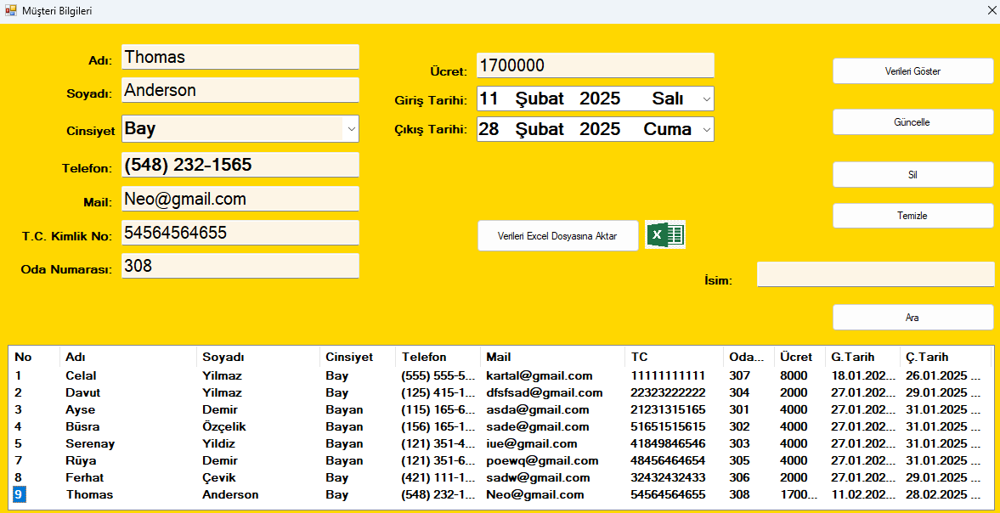 Müşteri Bilgileri
Adı: Thomas
Soyadı: Anderson
Cinsiyet Bay
Telefon: (548) 232-1565
Mail: Neo@gmail.com
T.C. Kimlik No: 54564564655
Oda Numarası: 308
Ücret: 1700000
Giriş Tarihi: 11 Şubat 2025 Salı
Çıkış Tarihi: 28 Şubat 2025 Cuma
Verileri Excel Dosyasına Aktar
X
Verileri Göster
Güncelle
Sil
Temizle
İsim:
Ara
No Adı Soyadı Cinsiyet Telefon Mail TC Oda... Ücret G.Tarih Ç.Tarih
1 Celal Yilmaz Bay (555) 555-5... kartal@gmail.com 11111111111 307 8000 18.01.202... 26.01.2025 ...
2 Davut Yilmaz Bay (125) 415-1... dfsfsad@gmail.com 22323222222 304 2000 27.01.202... 29.01.2025 ...
3 Ayse Demir Bayan (115) 165-6... asda@gmail.com 21231315165 301 4000 27.01.202... 31.01.2025 ...
4 Büsra Özçelik Bayan (156) 165-1... sade@gmail.com 51651515615 302 4000 27.01.202... 31.01.2025 ...
5 Serenay Yildiz Bayan (121) 351-4... iue@gmail.com 41849846546 303 4000 27.01.202... 31.01.2025 ...
7 Rüya Demir Bayan (121) 351-6... poewq@gmail.com 48456464654 305 4000 27.01.202... 31.01.2025 ...
8 Ferhat Çevik Bay (421) 111-1... sadw@gmail.com 32432432433 306 2000 27.01.202... 29.01.2025 ...
9 Thomas Anderson Bay (548) 232-1... Neo@gmail.com 54564564655 308 1700... 11.02.202... 28.02.2025 ...